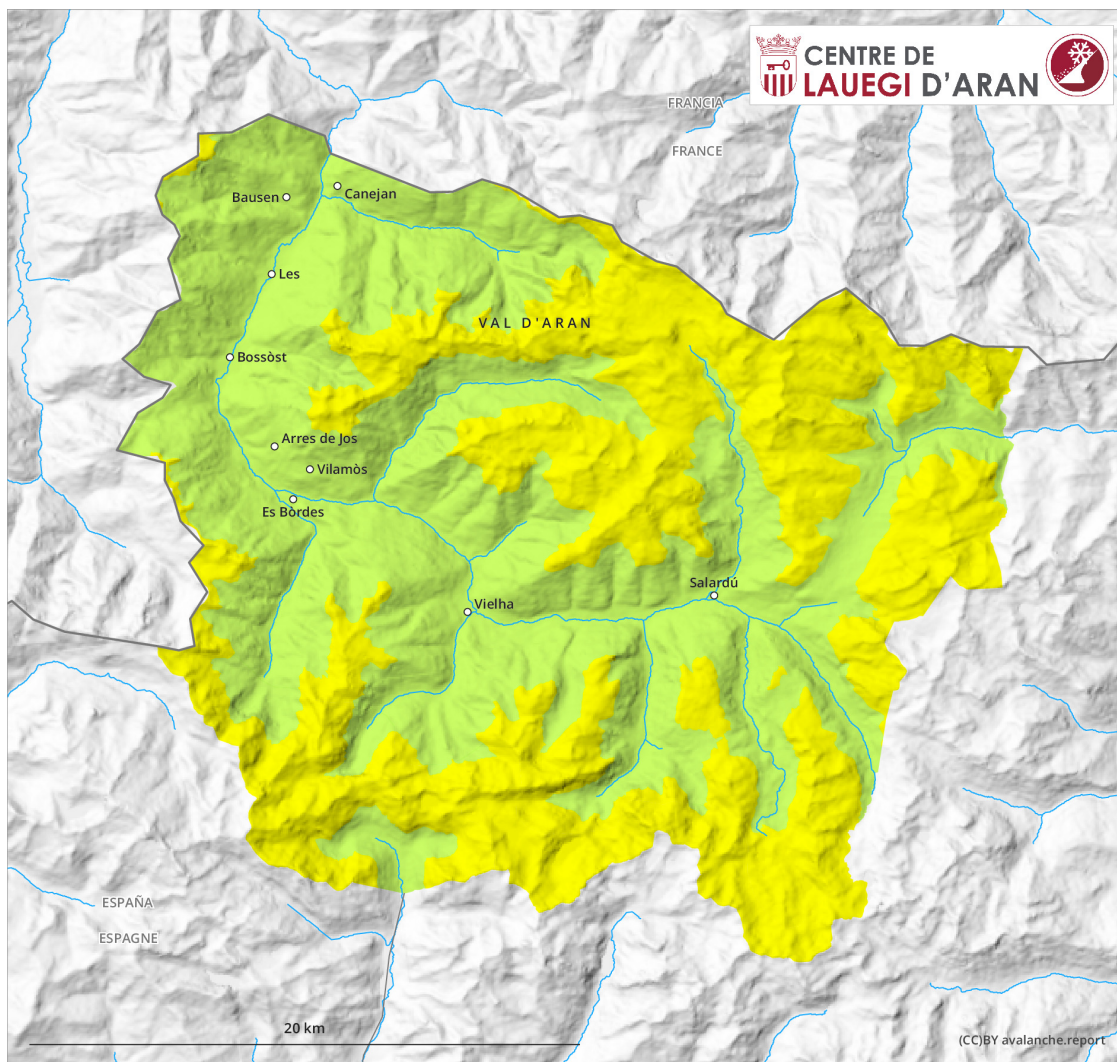 CENTRE DE
LAUEGI D'ARAN
FRANCIA
FRANCE
Bausen
Canejan
Les
VAL D'ARAN
Bossòst
Arres de Jos
Vilamòs
Es Bòrdes
Salardú
Vielha
ESPAÑA
ESPAGNE
20 km
(CC)BY avalanche.report